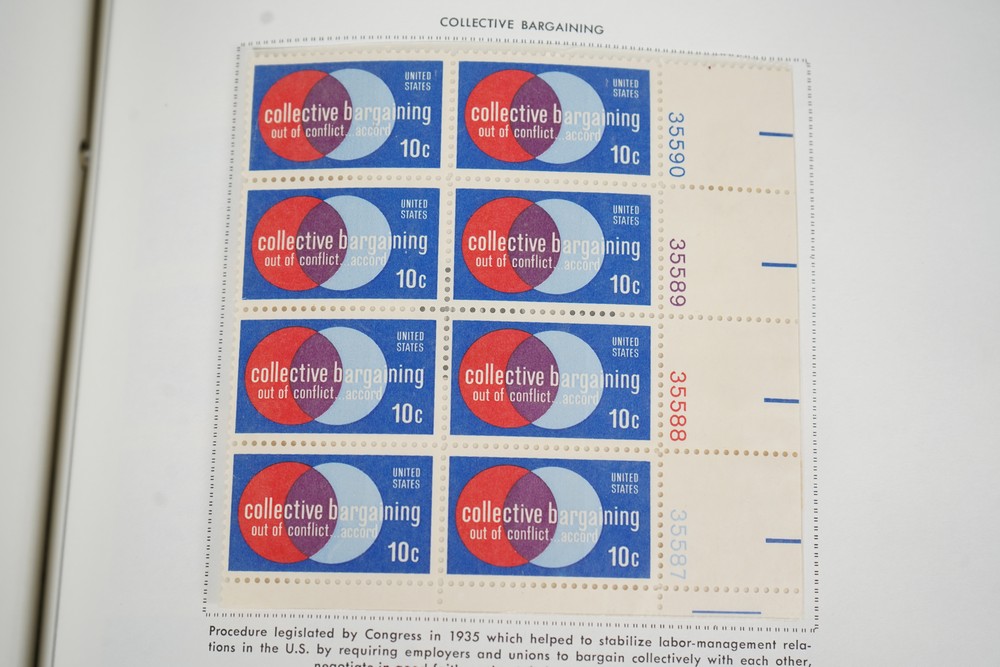 COLLECTIVE BARGAINING
UNITED
STATES
collective bargaining
out of conflict...accord
10c
UNITED
STATES
collective bargaining
out of conflict...accord
10c
35590
UNITED
STATES
collective bargaining
out of conflict...accord
10c
UNITED
STATES
collective bargaining
out of conflict...accord
10c
35589
UNITED
STATES
collective bargaining
out of conflict...accord
10c
UNITED
STATES
collective bargaining
out of conflict...accord
10c
35588
UNITED
STATES
collective bargaining
out of conflict...accord
10c
UNITED
STATES
collective bargaining
out of conflict...accord
10c
35587
Procedure legislated by Congress in 1935 which helped to stabilize labor-management rela-
tions in the U.S. by requiring employers and unions to bargain collectively with each other,
negotiate in good